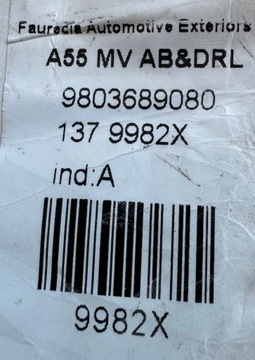 Faurecia Automotive Exteriors
A55 MV AB&DRL
9803689080
137 9982X
ind:A
9982X